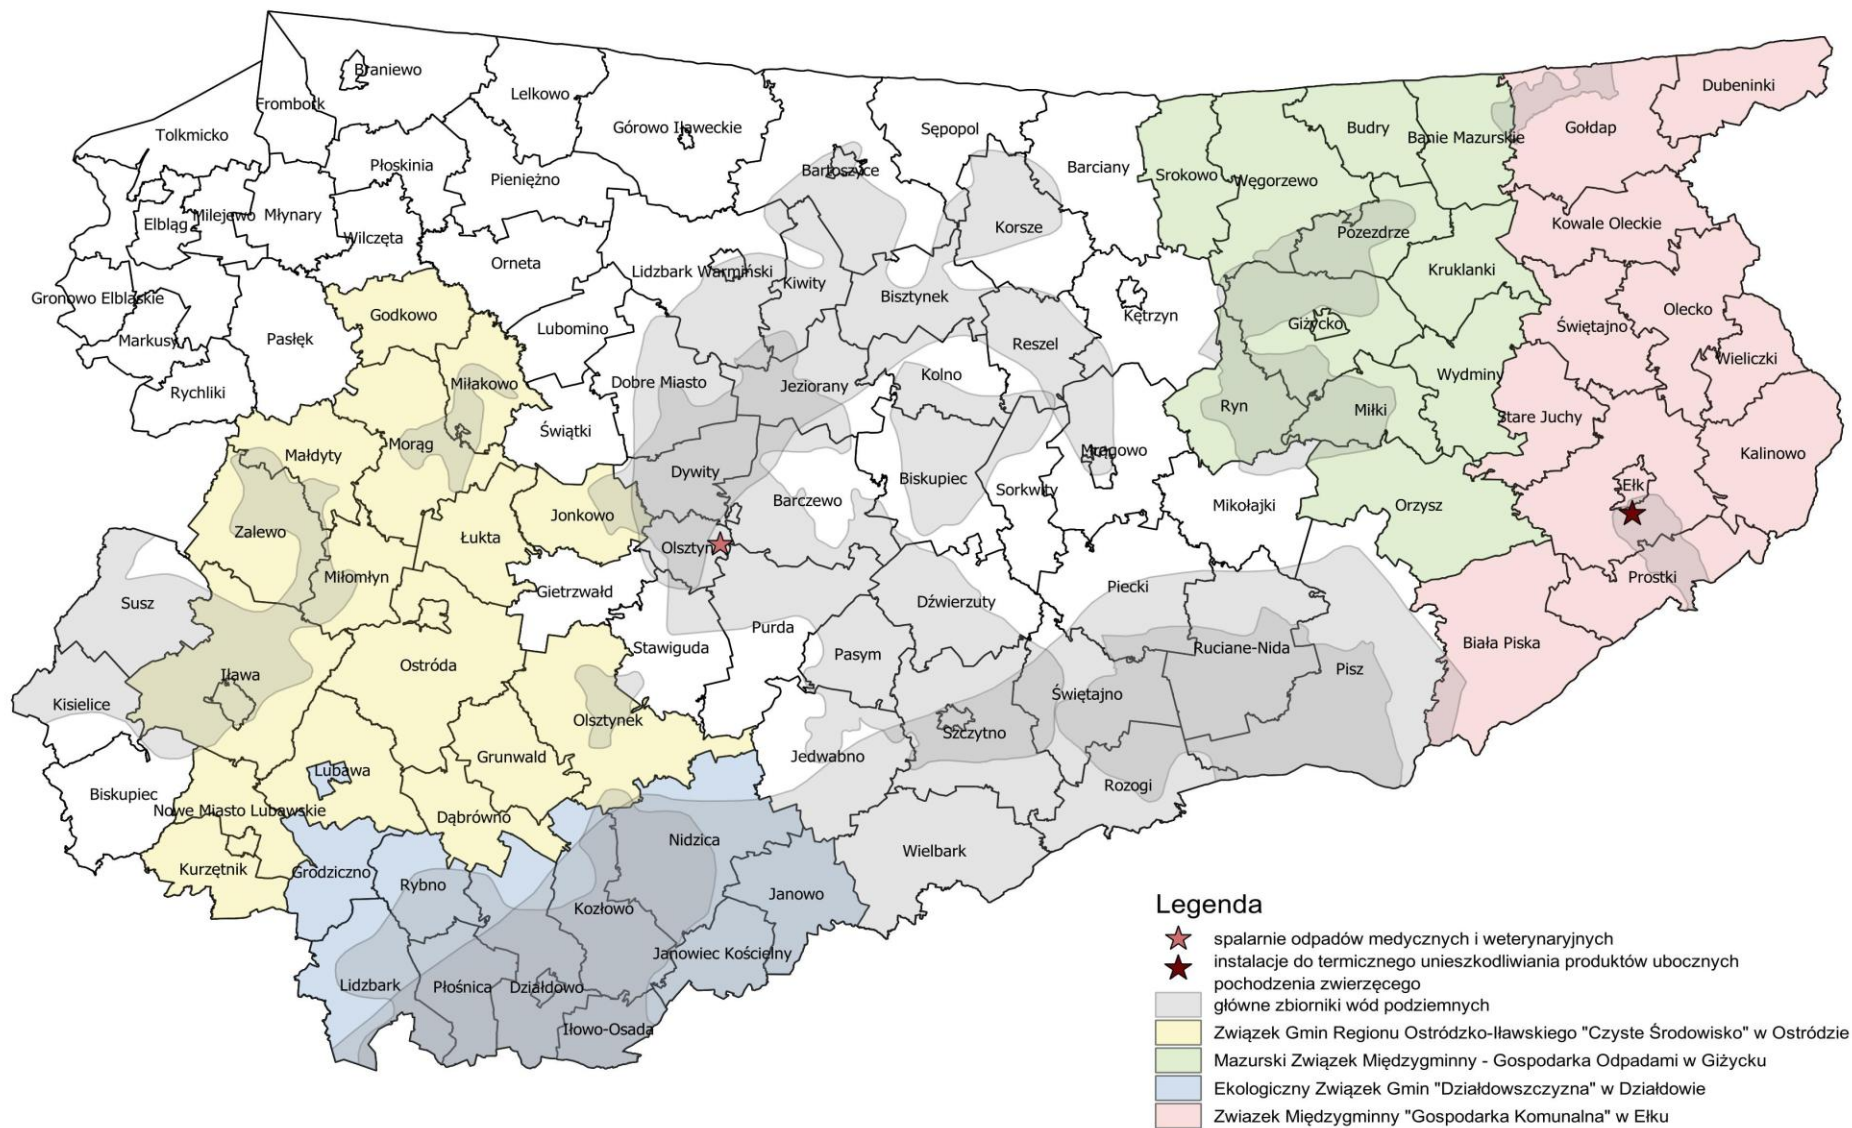 Braniewo
Lelkowo
Frombork
Dubeninki
Tolkmicko
Górowo Iławeckie
Sępopol
Budry
Banie Mazurskie
Gołdap
Płoskinia
Pieniężno
Bartoszyce
Barciany
Srokowo
Węgorzewo
Elbląg
Milejewo
Młynary
Wilczęta
Korsze
Pozezdrze
Kowale Oleckie
Orneta
Lidzbark Warmiński
Kiwity
Bisztynek
Kruklanki
Gronowo Elbląskie
Markusy
Pasłęk
Godkowo
Lubomino
Kętrzyn
Giżycko
Świętajno
Olecko
Reszel
Wieliczki
Rychliki
Miłakowo
Dobre Miasto
Jeziorany
Kolno
Wydminy
Ryn
Miłki
Stare Juchy
Świątki
Małdyty
Morąg
Mrągowo
Kalinowo
Dywity
Biskupiec
Sorkwity
Ełk
Barczewo
Mikołajki
Orzysz
Zalewo
Łukta
Jonkowo
Olsztyn
Miłomłyn
Gietrzwałd
Piecki
Prostki
Susz
Dźwierzuty
Purda
Stawiguda
Pasym
Ruciane-Nida
Biała Piska
Ostróda
Iława
Pisz
Kisielice
Świętajno
Olsztynek
Szczytno
Grunwald
Jedwabno
Lubawa
Rozogi
Biskupiec
Nowe Miasto Lubawskie
Dąbrówno
Nidzica
Wielbark
Kurzętnik
Grodziczno
Rybno
Janowo
Kozłowo
Janowiec Kościelny
Lidzbark
Płośnica
Działdowo
Iłowo-Osada
Legenda
spalarnie odpadów medycznych i weterynaryjnych
instalacje do termicznego unieszkodliwiania produktów ubocznych
pochodzenia zwierzęcego
główne zbiorniki wód podziemnych
Związek Gmin Regionu Ostródzko-Iławskiego "Czyste Środowisko" w Ostródzie
Mazurski Związek Międzygminny - Gospodarka Odpadami w Giżycku
Ekologiczny Związek Gmin "Działdowszczyzna" w Działdowie
Zwiazek Międzygminny "Gospodarka Komunalna" w Ełku